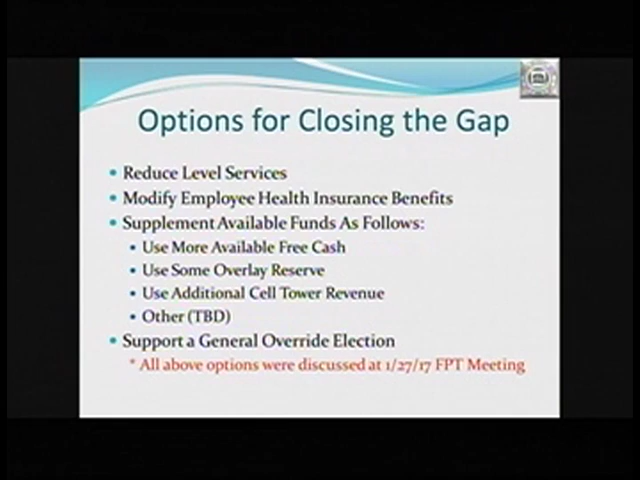 Options for Closing the Gap
• Reduce Level Services
• Modify Employee Health Insurance Benefits
• Supplement Available Funds As Follows:
• Use More Available Free Cash
• Use Some Overlay Reserve
• Use Additional Cell Tower Revenue
• Other (TBD)
• Support a General Override Election
* All above options were discussed at 1/27/17 FPT Meeting